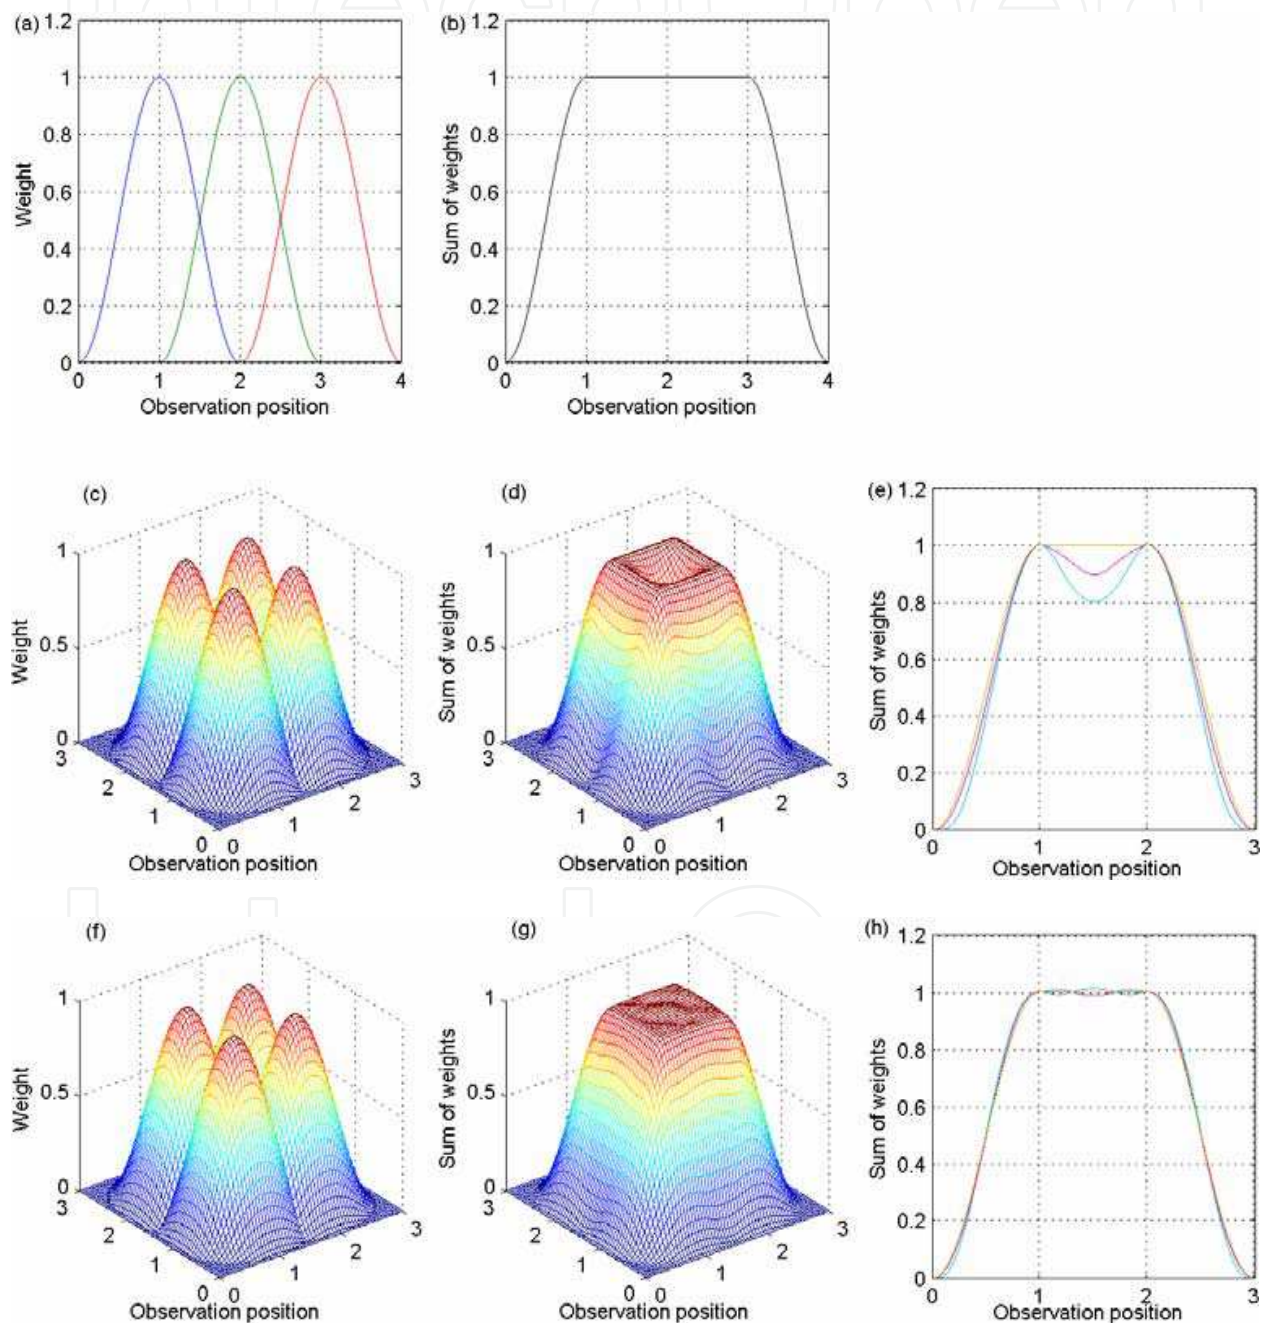 (a)
1.2
1
0.8
0.6
0.4
0.2
0
Weight
0 1 2 3 4
Observation position
(b)
1.2
1
0.8
0.6
0.4
0.2
0
Sum of weights
0 1 2 3 4
Observation position
(c)
1
0.5
0
Weight
3 2 1 0
0 1 2 3
Observation position
(d)
1
0.5
0
Sum of weights
3 2 1 0
0 1 2 3
Observation position
(e)
1.2
1
0.8
0.6
0.4
0.2
0
Sum of weights
0 1 2 3
Observation position
(f)
1
0.5
0
Weight
3 2 1 0
0 1 2 3
Observation position
(g)
1
0.5
0
Sum of weights
3 2 1 0
0 1 2 3
Observation position
(h)
1.2
1
0.8
0.6
0.4
0.2
0
Sum of weights
0 1 2 3
Observation position